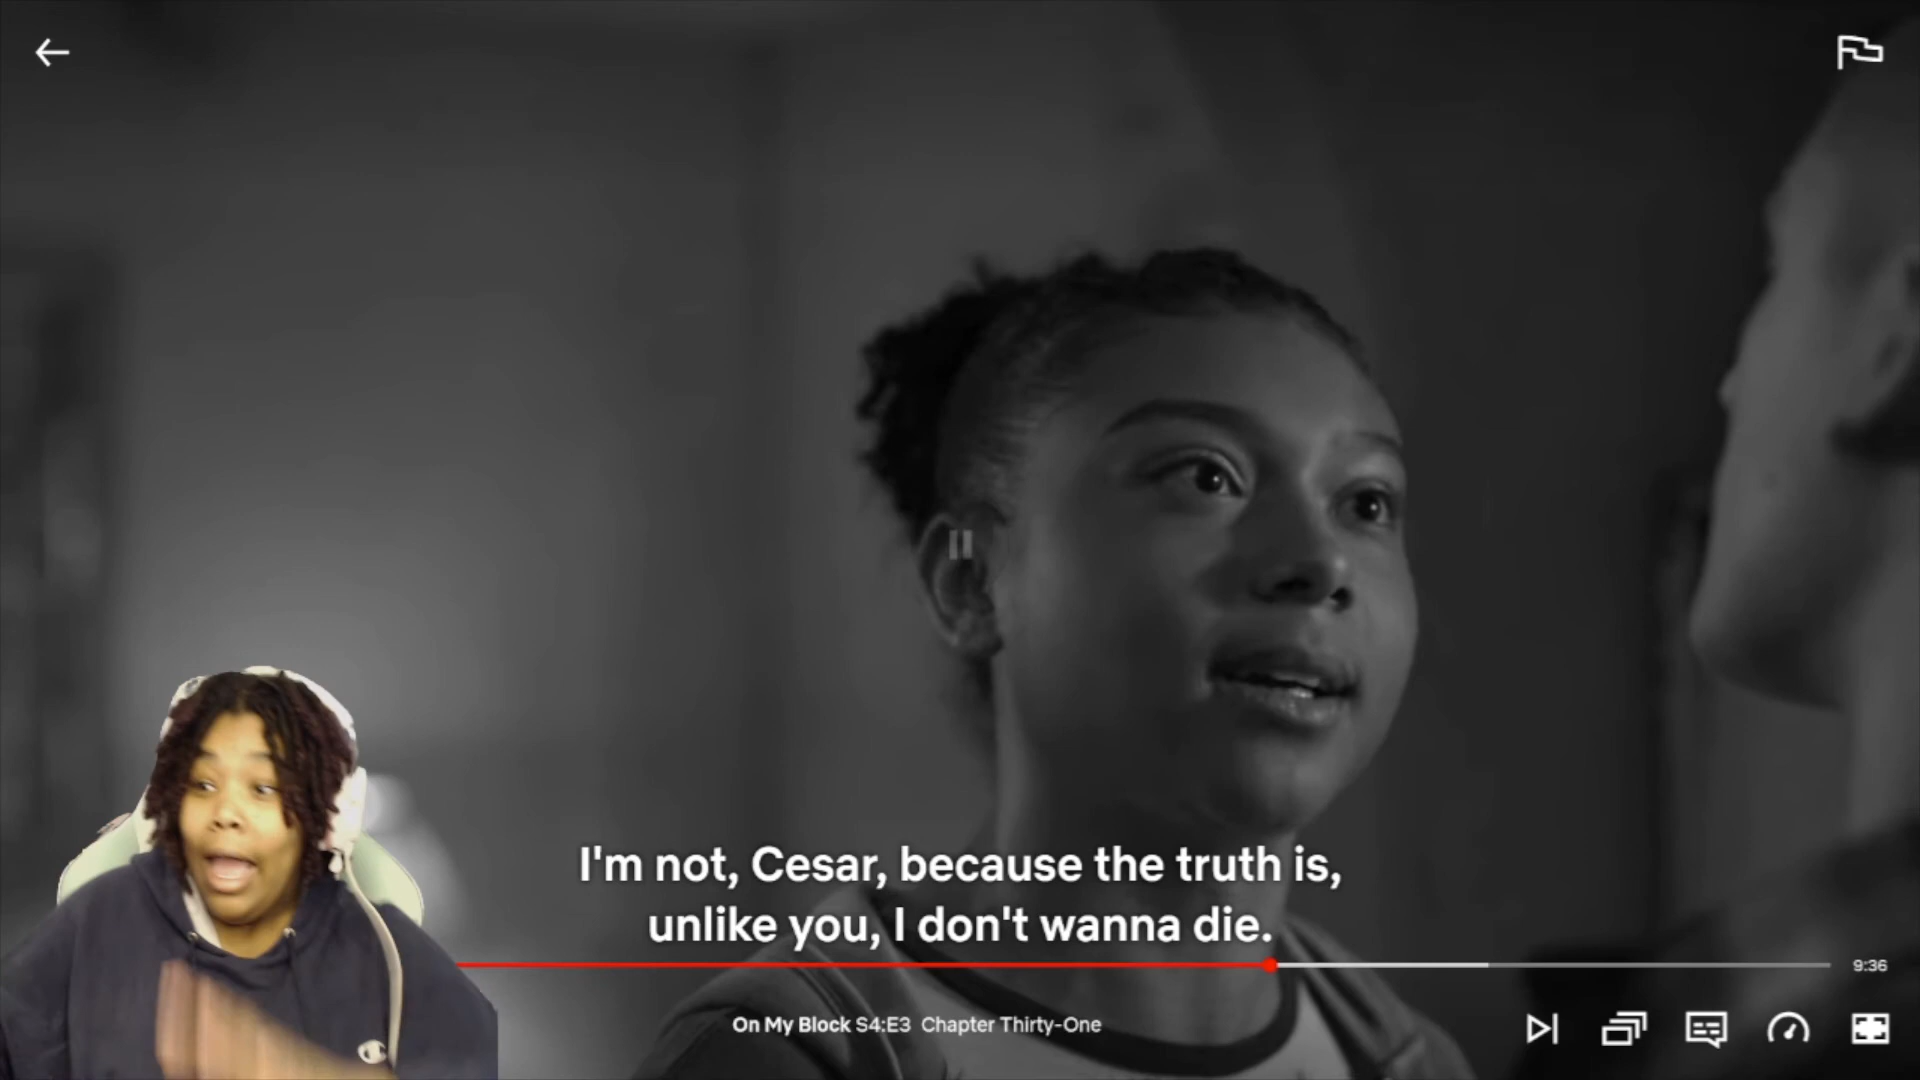 I'm not, Cesar, because the truth is,
unlike you, I don't wanna die.
9:36
On My Block S4:E3 Chapter Thirty-One